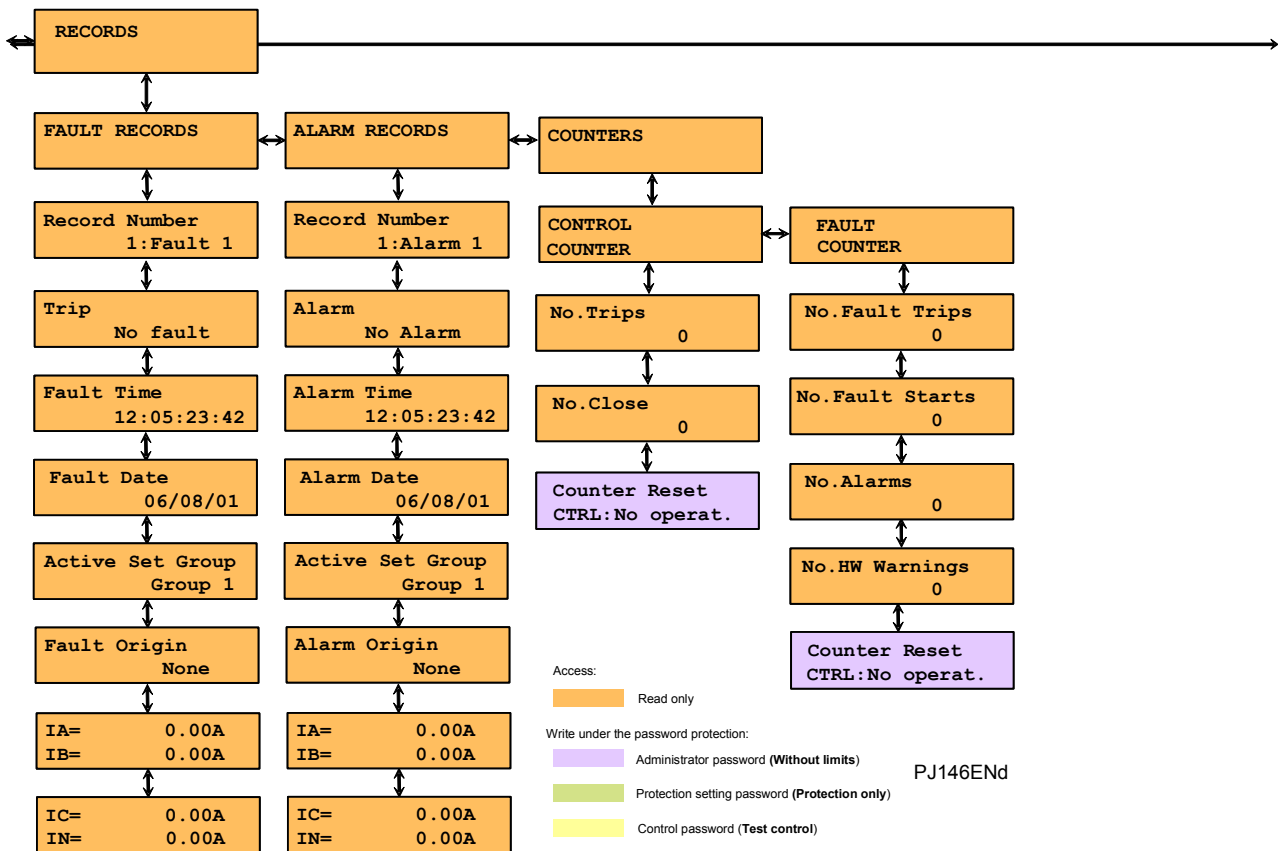 RECORDS
FAULT RECORDS
ALARM RECORDS
COUNTERS
Record Number
1:Fault 1
Record Number
1:Alarm 1
CONTROL
COUNTER
FAULT
COUNTER
Trip
No fault
Alarm
No Alarm
No.Trips
0
No.Fault Trips
0
Fault Time
12:05:23:42
Alarm Time
12:05:23:42
No.Close
0
No.Fault Starts
0
Fault Date
06/08/01
Alarm Date
06/08/01
Counter Reset
CTRL:No operat.
No.Alarms
0
Active Set Group
Group 1
Active Set Group
Group 1
No.HW Warnings
0
Fault Origin
None
Alarm Origin
None
Counter Reset
CTRL:No operat.
IA= 0.00A
IB= 0.00A
IA= 0.00A
IB= 0.00A
IC= 0.00A
IN= 0.00A
IC= 0.00A
IN= 0.00A
Access:
Read only
Write under the password protection:
Administrator password (Without limits)
Protection setting password (Protection only)
Control password (Test control)
PJ146ENd